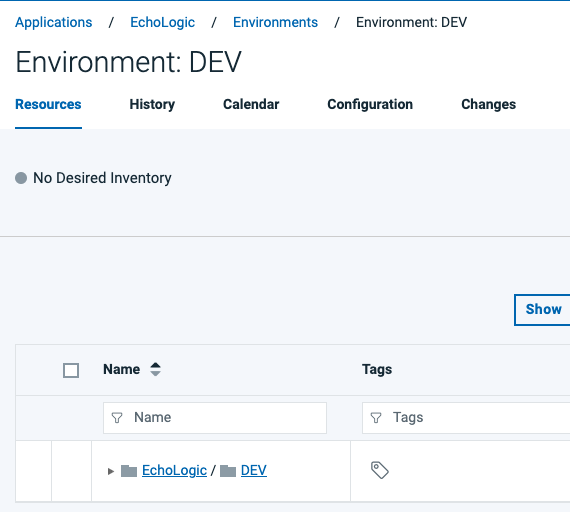 Applications / EchoLogic / Environments / Environment: DEV
Environment: DEV
Resources History Calendar Configuration Changes
No Desired Inventory
Show
Name Tags
Name Tags
EchoLogic / DEV